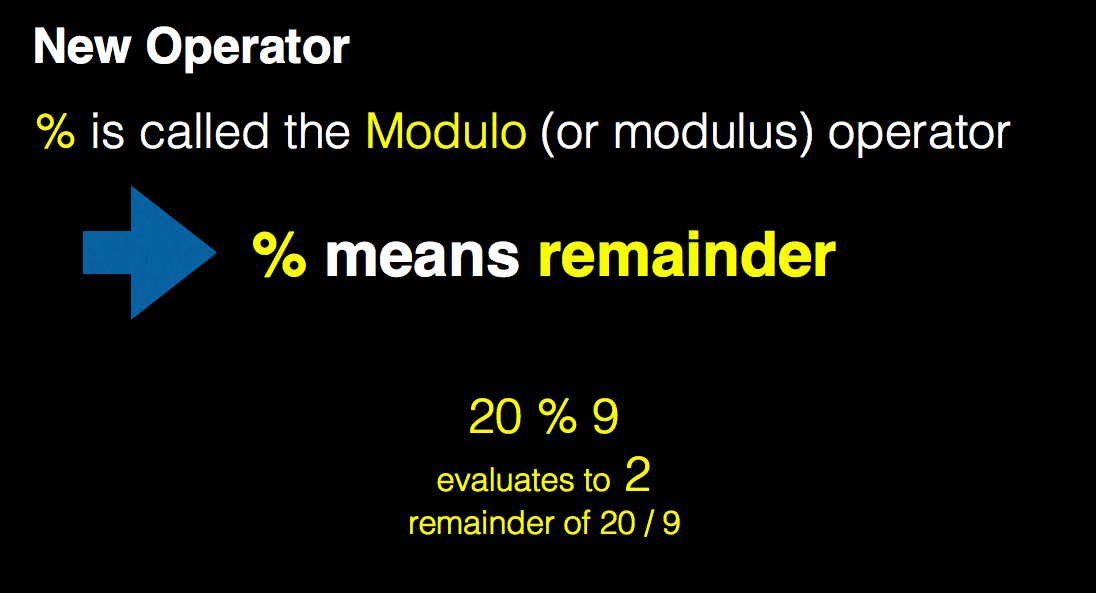 New Operator
% is called the Modulo (or modulus) operator
% means remainder
20 % 9
evaluates to 2
remainder of 20 / 9